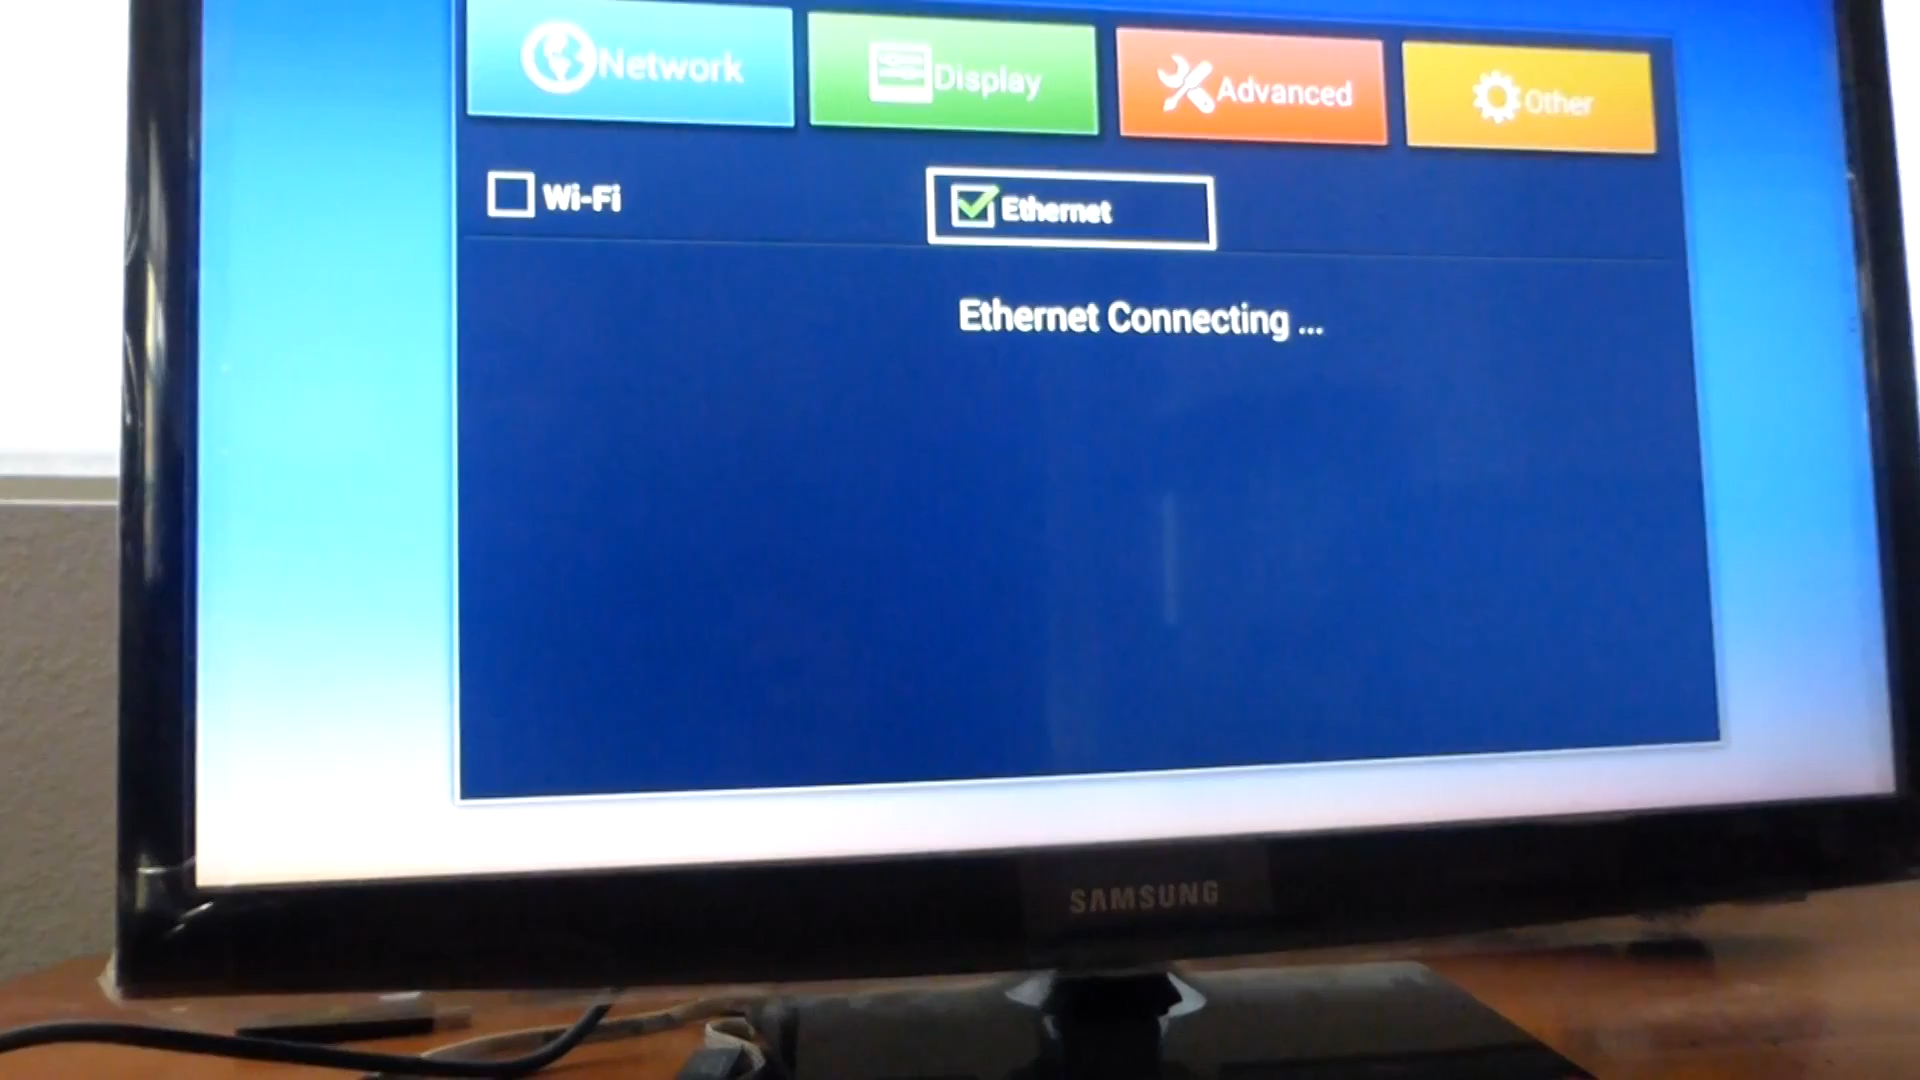 Network
Display
Advanced
Other
Wi-Fi
Ethernet
Ethernet Connecting ...
SAMSUNG